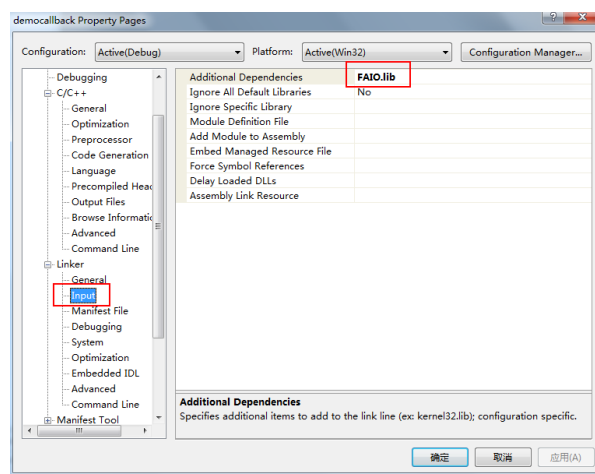 democallback Property Pages
Configuration: Active(Debug) Platform: Active(Win32) Configuration Manager...
Debugging
C/C++
General
Optimization
Preprocessor
Code Generation
Language
Precompiled Head
Output Files
Browse Informatic
Advanced
Command Line
Linker
General
Input
Manifest File
Debugging
System
Optimization
Embedded IDL
Advanced
Command Line
Manifest Tool
Additional Dependencies FAIO.lib
Ignore All Default Libraries No
Ignore Specific Library
Module Definition File
Add Module to Assembly
Embed Managed Resource File
Force Symbol References
Delay Loaded DLLs
Assembly Link Resource
Additional Dependencies
Specifies additional items to add to the link line (ex: kernel32.lib); configuration specific.
确定 取消 应用(A)